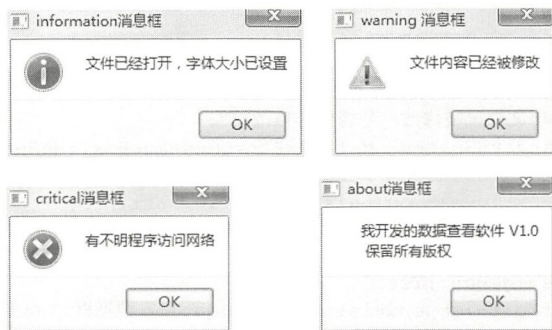 information消息框
文件已经打开，字体大小已设置
OK
warning 消息框
文件内容已经被修改
OK
critical消息框
有不明程序访问网络
OK
about消息框
我开发的数据查看软件 V1.0
保留所有版权
OK